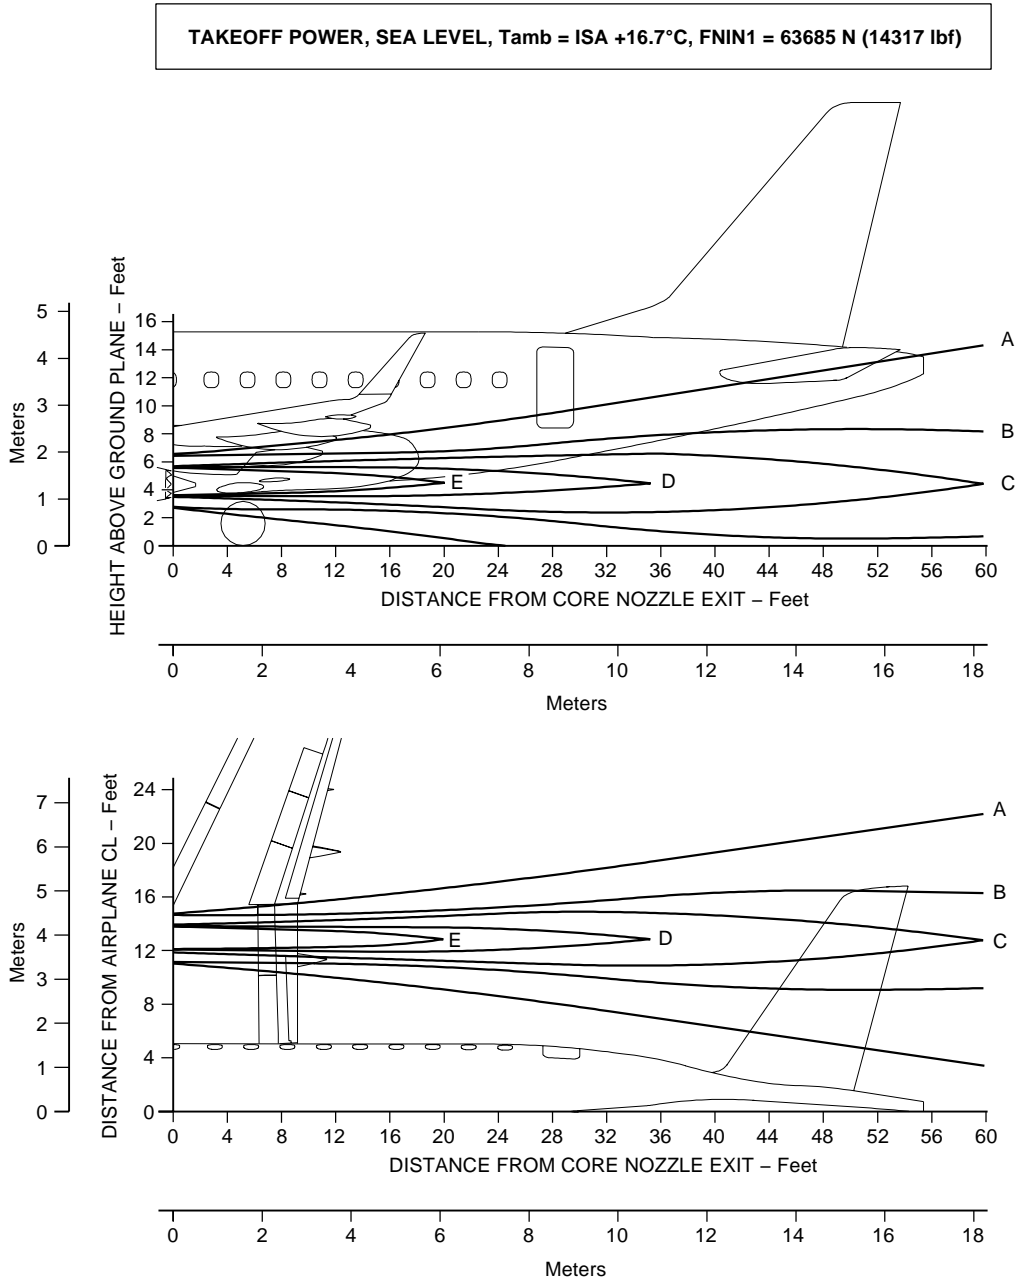 TAKEOFF POWER, SEA LEVEL, Tamb = ISA +16.7°C, FNIN1 = 63685 N (14317 lbf)
HEIGHT ABOVE GROUND PLANE – Feet
Meters
5
4
3
2
1
0
16
14
12
10
8
6
4
2
0
A
B
C
D
E
0 4 8 12 16 20 24 28 32 36 40 44 48 52 56 60
DISTANCE FROM CORE NOZZLE EXIT – Feet
0 2 4 6 8 10 12 14 16 18
Meters
DISTANCE FROM AIRPLANE CL – Feet
Meters
7
6
5
4
3
2
1
0
24
20
16
12
8
4
0
A
B
C
D
E
0 4 8 12 16 20 24 28 32 36 40 44 48 52 56 60
DISTANCE FROM CORE NOZZLE EXIT – Feet
0 2 4 6 8 10 12 14 16 18
Meters